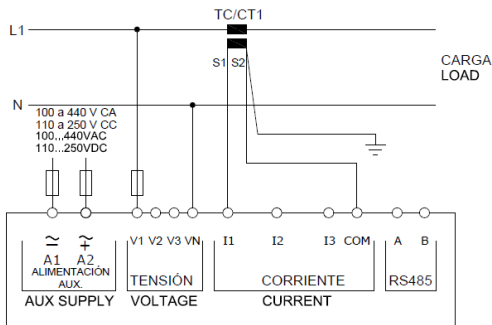 TC/CT1
L1
S1 S2
CARGA
LOAD
N
100 a 440 V CA
110 a 250 V CC
100,,,440VAC
110...250VDC
≃ ~+
A1 A2
V1 V2 V3 VN
I1 I2 I3 COM
A B
ALIMENTACIÓN
AUX.
TENSIÓN
CORRIENTE
RS485
AUX SUPPLY
VOLTAGE
CURRENT